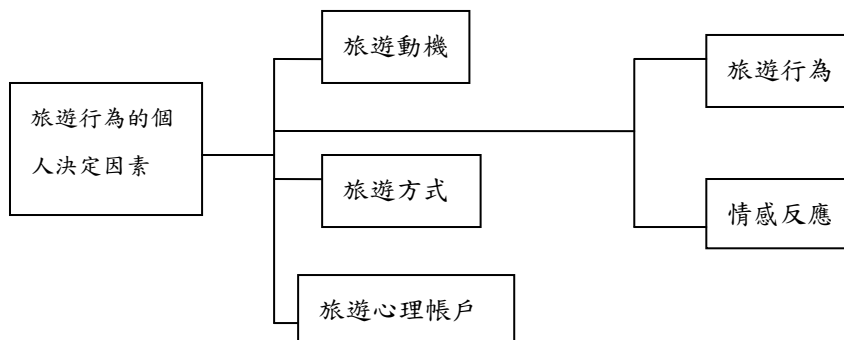 旅遊動機
旅遊行為
旅遊行為的個
人決定因素
旅遊方式
情感反應
旅遊心理帳戶